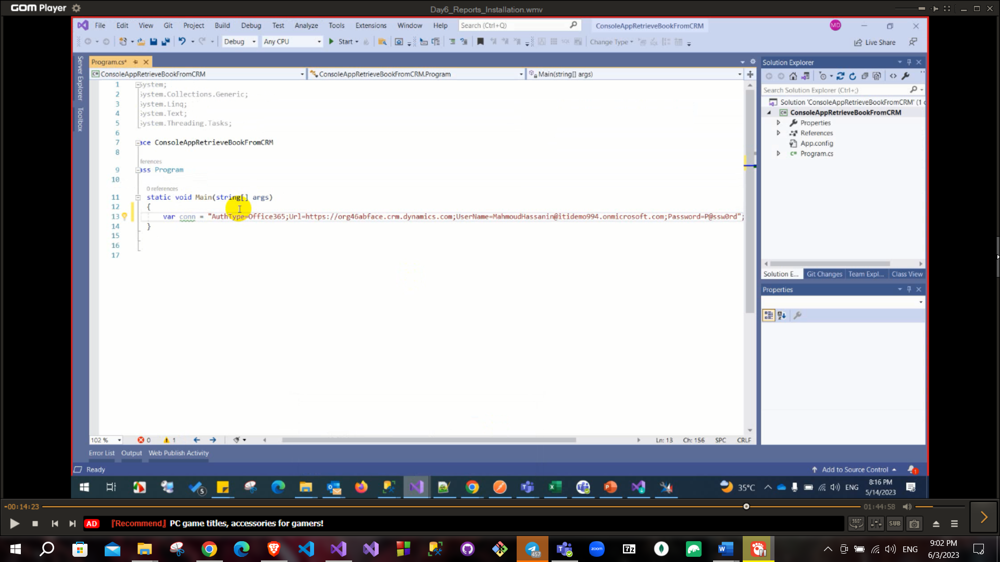 GOM Player
Day6_Reports_Installation.wmv
File Edit View Git Project Build Debug Test Analyze Tools Extensions Window Help Search (Ctrl+Q) ConsoleAppRetrieveBookFromCRM MD
Debug Any CPU Start Change Type Live Share
Server Explorer
Toolbox
Program.cs*
ConsoleAppRetrieveBookFromCRM ConsoleAppRetrieveBookFromCRM.Program Main(string[] args)
1 System;
2 System.Collections.Generic;
3 System.Linq;
4 System.Text;
5 System.Threading.Tasks;
6
7 ace ConsoleAppRetrieveBookFromCRM
8
ferences
9 ass Program
10
0 references
11 static void Main(string[] args)
12 {
13 var conn = "AuthType=Office365;Url=https://org46abface.crm.dynamics.com;UserName=MahmoudHassanin@itidemo994.onmicrosoft.com;Password=P@ssw0rd";
14 }
15
16
17
Solution Explorer
Search Solution Explorer (Ctrl+;)
Solution 'ConsoleAppRetrieveBookFromCRM' (1 c
ConsoleAppRetrieveBookFromCRM
Properties
References
App.config
Program.cs
Solution E... Git Changes Team Expl... Class View
Properties
102 % 0 1 Ln: 13 Ch: 156 SPC CRLF
Error List Output Web Publish Activity
Ready Add to Source Control 1
5 35°C ENG 8:16 PM
5/14/2023
-00:14:23 01:44:58
AD 『Recommend』 PC game titles, accessories for gamers! 360° SUB
457 zoom 7z ENG 9:02 PM
6/3/2023